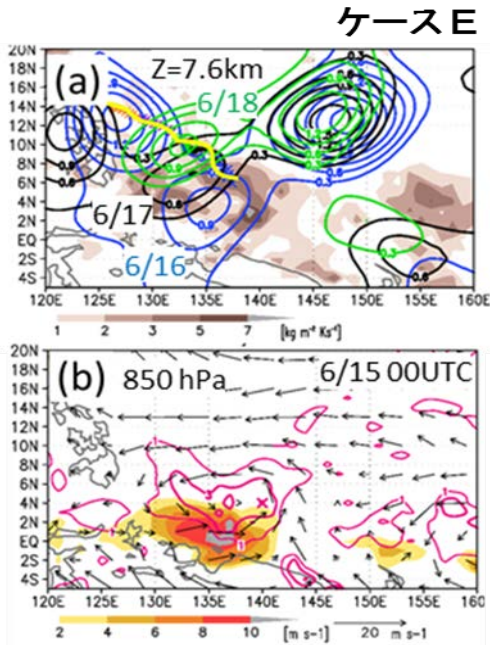 ケースE
20N
(a) Z=7.6km
18N
6/18
16N
14N
12N
10N
8N
6N
4N
6/17
2N
EQ
6/16
2S
4S
120E 125E 130E 135E 140E 145E 150E 155E 160E
1 2 3 5 7 [kg m⁻² Ks⁻¹]
20N
(b) 850 hPa 6/15 00UTC
18N
16N
14N
12N
10N
8N
6N
4N
2N
EQ
2S
4S
120E 125E 130E 135E 140E 145E 150E 155E 160
2 4 6 8 10 [m s-1] 20 m s-1